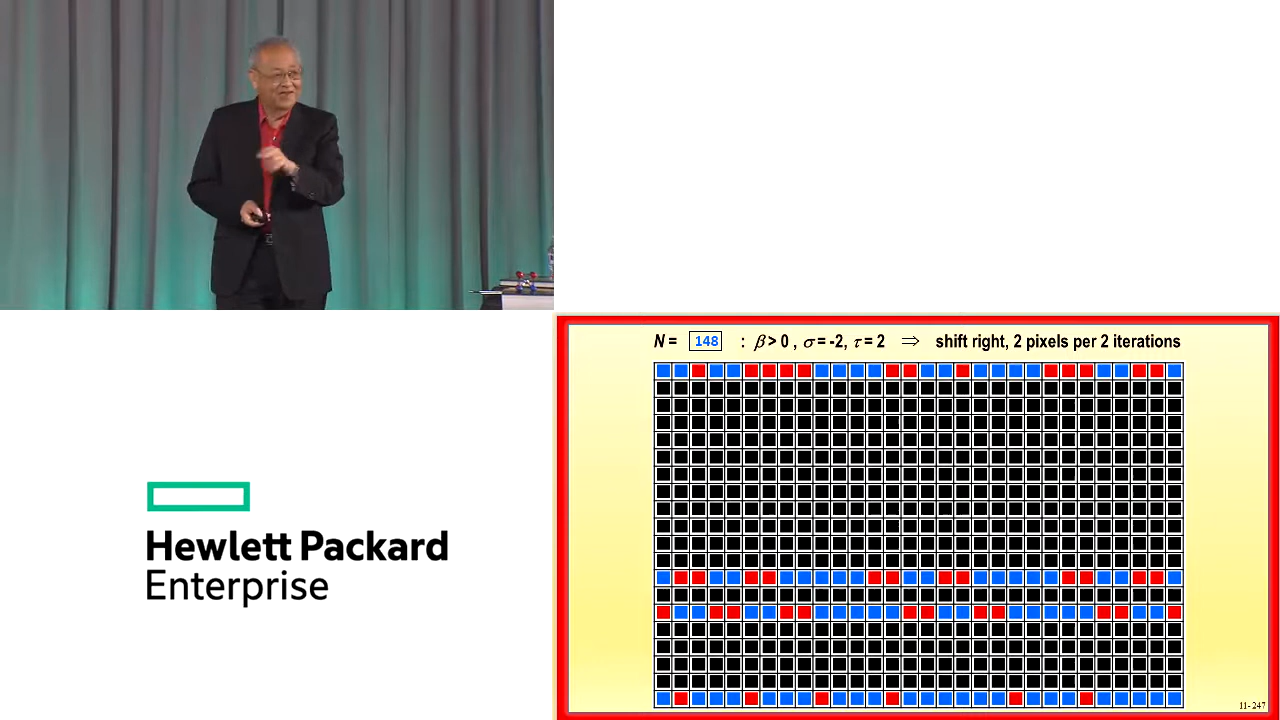 N = 148 : β > 0 , σ = -2, τ = 2 ⇒ shift right, 2 pixels per 2 iterations
Hewlett Packard
Enterprise
11- 247